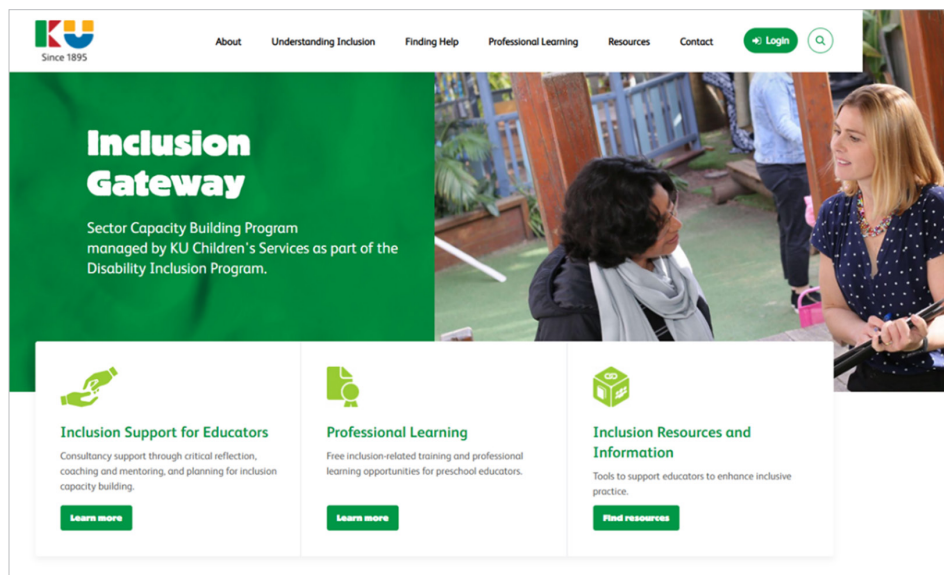 KU
Since 1895
About
Understanding Inclusion
Finding Help
Professional Learning
Resources
Contact
Login
Inclusion
Gateway
Sector Capacity Building Program
managed by KU Children's Services as part of the
Disability Inclusion Program.
Inclusion Support for Educators
Consultancy support through critical reflection,
coaching and mentoring, and planning for inclusion
capacity building.
Learn more
Professional Learning
Free inclusion-related training and professional
learning opportunities for preschool educators.
Learn more
Inclusion Resources and
Information
Tools to support educators to enhance inclusive
practice.
Find resources